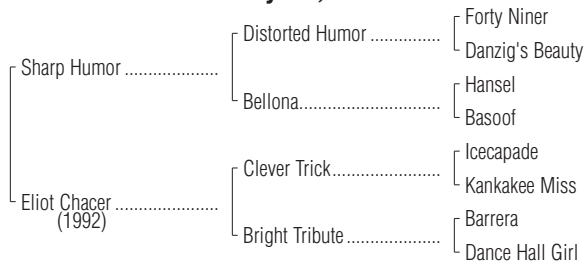 Forty Niner
Distorted Humor ...............
Danzig's Beauty
Sharp Humor ....................
Hansel
Bellona..............................
Basoof
Icecapade
Clever Trick.......................
Kankakee Miss
Eliot Chacer ......................
(1992)
Barrera
Bright Tribute ....................
Dance Hall Girl